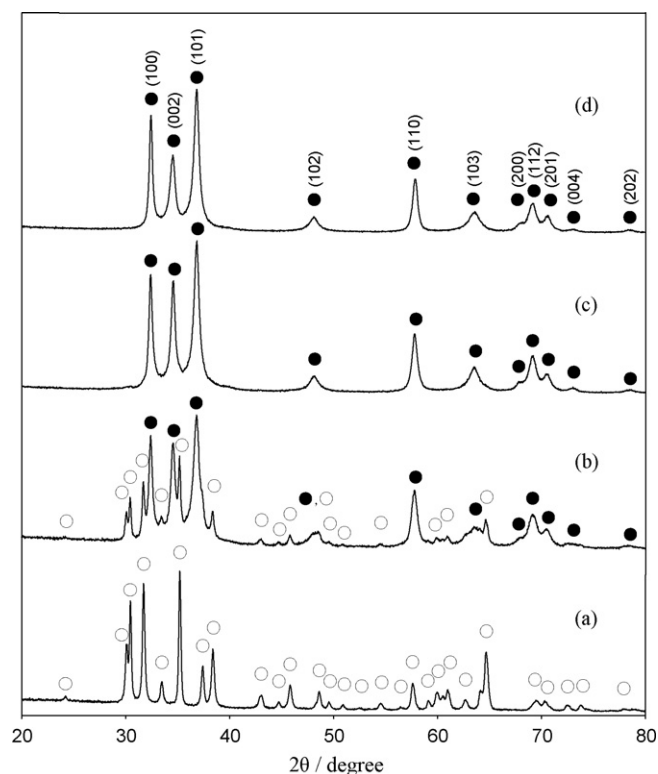 (100)
(002)
(101)
(102)
(110)
(103)
(200)
(112)
(201)
(004)
(202)
(d)
(c)
(b)
,
(a)
20 30 40 50 60 70 80
2θ / degree